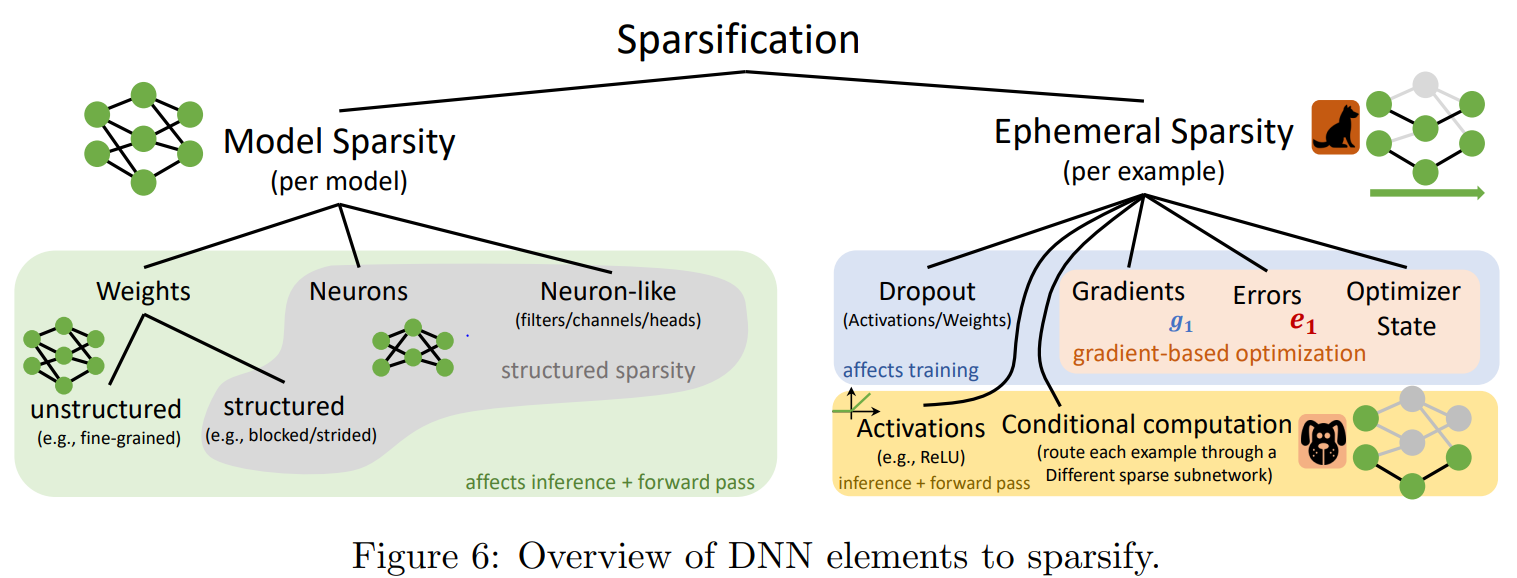 Sparsification
Model Sparsity
(per model)
Ephemeral Sparsity
(per example)
Weights
Neurons
Neuron-like
(filters/channels/heads)
structured sparsity
unstructured
(e.g., fine-grained)
structured
(e.g., blocked/strided)
affects inference + forward pass
Dropout
(Activations/Weights)
affects training
Gradients
g1
Errors
e1
Optimizer
State
gradient-based optimization
Activations
(e.g., ReLU)
inference + forward pass
Conditional computation
(route each example through a
Different sparse subnetwork)
Figure 6: Overview of DNN elements to sparsify.